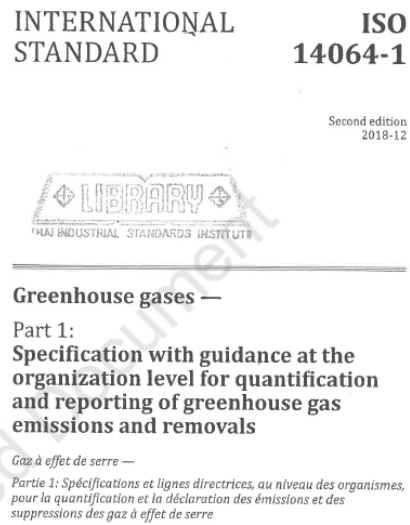 INTERNATIONAL
STANDARD
ISO
14064-1
Second edition
2018-12
LIBRARY
THAI INDUSTRIAL STANDARDS INSTITUTE
Greenhouse gases —
Part 1:
Specification with guidance at the
organization level for quantification
and reporting of greenhouse gas
emissions and removals
Gaz à effet de serre —
Partie 1: Spécifications et lignes directrices, au niveau des organismes,
pour la quantification et la déclaration des émissions et des
suppressions des gaz à effet de serre
Document